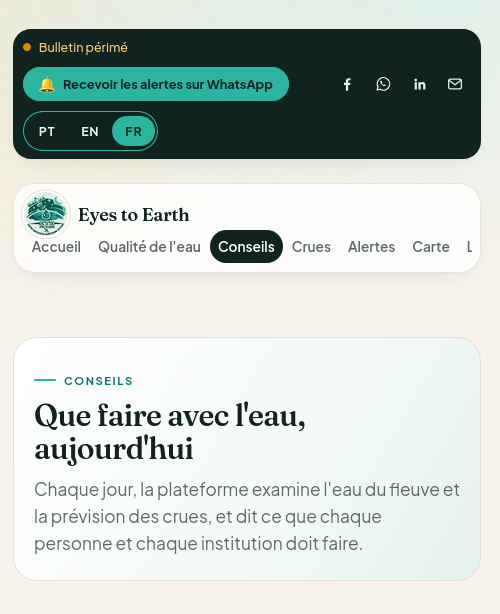 Bulletin périmé
Recevoir les alertes sur WhatsApp
PT EN FR
Eyes to Earth
Accueil Qualité de l'eau Conseils Crues Alertes Carte L
CONSEILS
Que faire avec l'eau,
aujourd'hui
Chaque jour, la plateforme examine l'eau du fleuve et
la prévision des crues, et dit ce que chaque
personne et chaque institution doit faire.